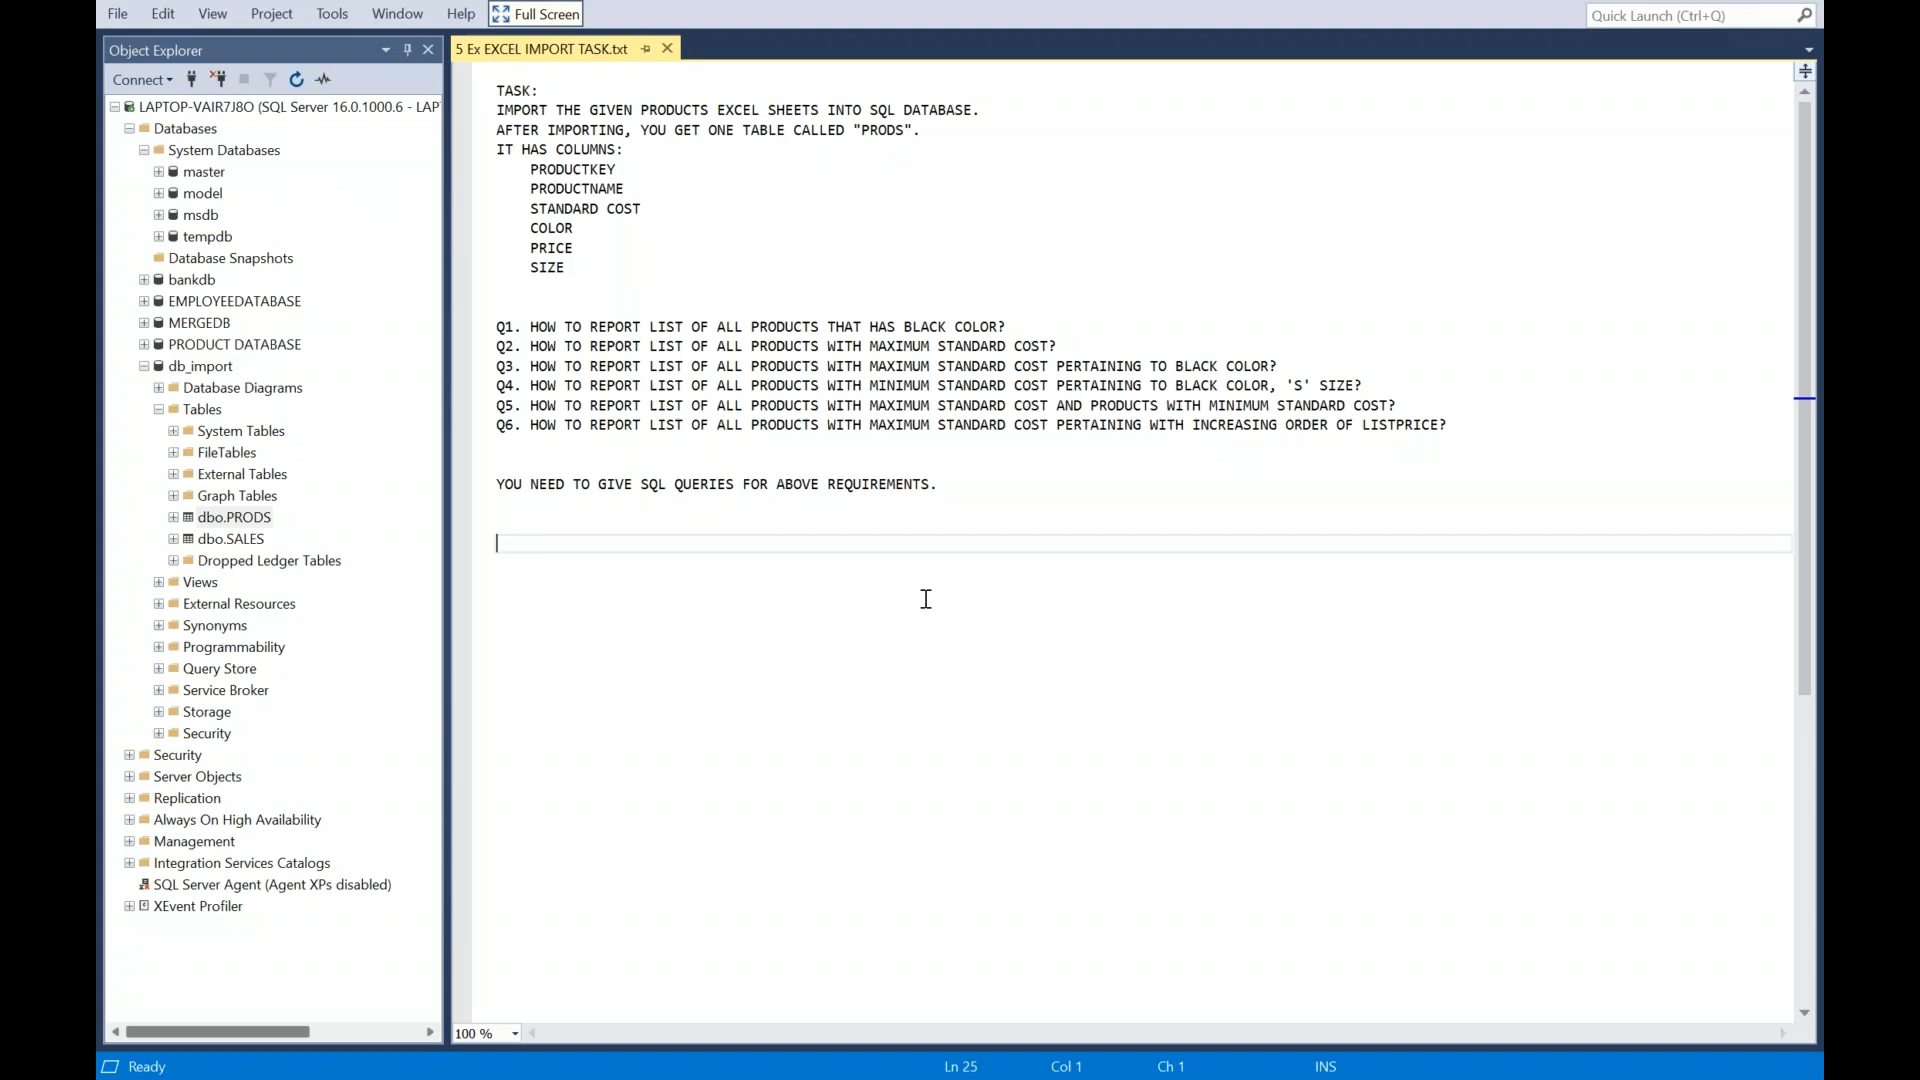 File Edit View Project Tools Window Help Full Screen
Quick Launch (Ctrl+Q)
Object Explorer
Connect
LAPTOP-VAIR7J8O (SQL Server 16.0.1000.6 - LAP
Databases
System Databases
master
model
msdb
tempdb
Database Snapshots
bankdb
EMPLOYEEDATABASE
MERGEDB
PRODUCT DATABASE
db_import
Database Diagrams
Tables
System Tables
FileTables
External Tables
Graph Tables
dbo.PRODS
dbo.SALES
Dropped Ledger Tables
Views
External Resources
Synonyms
Programmability
Query Store
Service Broker
Storage
Security
Security
Server Objects
Replication
Always On High Availability
Management
Integration Services Catalogs
SQL Server Agent (Agent XPs disabled)
XEvent Profiler
5 Ex EXCEL IMPORT TASK.txt
TASK:
IMPORT THE GIVEN PRODUCTS EXCEL SHEETS INTO SQL DATABASE.
AFTER IMPORTING, YOU GET ONE TABLE CALLED "PRODS".
IT HAS COLUMNS:
PRODUCTKEY
PRODUCTNAME
STANDARD COST
COLOR
PRICE
SIZE
Q1. HOW TO REPORT LIST OF ALL PRODUCTS THAT HAS BLACK COLOR?
Q2. HOW TO REPORT LIST OF ALL PRODUCTS WITH MAXIMUM STANDARD COST?
Q3. HOW TO REPORT LIST OF ALL PRODUCTS WITH MAXIMUM STANDARD COST PERTAINING TO BLACK COLOR?
Q4. HOW TO REPORT LIST OF ALL PRODUCTS WITH MINIMUM STANDARD COST PERTAINING TO BLACK COLOR, 'S' SIZE?
Q5. HOW TO REPORT LIST OF ALL PRODUCTS WITH MAXIMUM STANDARD COST AND PRODUCTS WITH MINIMUM STANDARD COST?
Q6. HOW TO REPORT LIST OF ALL PRODUCTS WITH MAXIMUM STANDARD COST PERTAINING WITH INCREASING ORDER OF LISTPRICE?
YOU NEED TO GIVE SQL QUERIES FOR ABOVE REQUIREMENTS.
100 %
Ready Ln 25 Col 1 Ch 1 INS